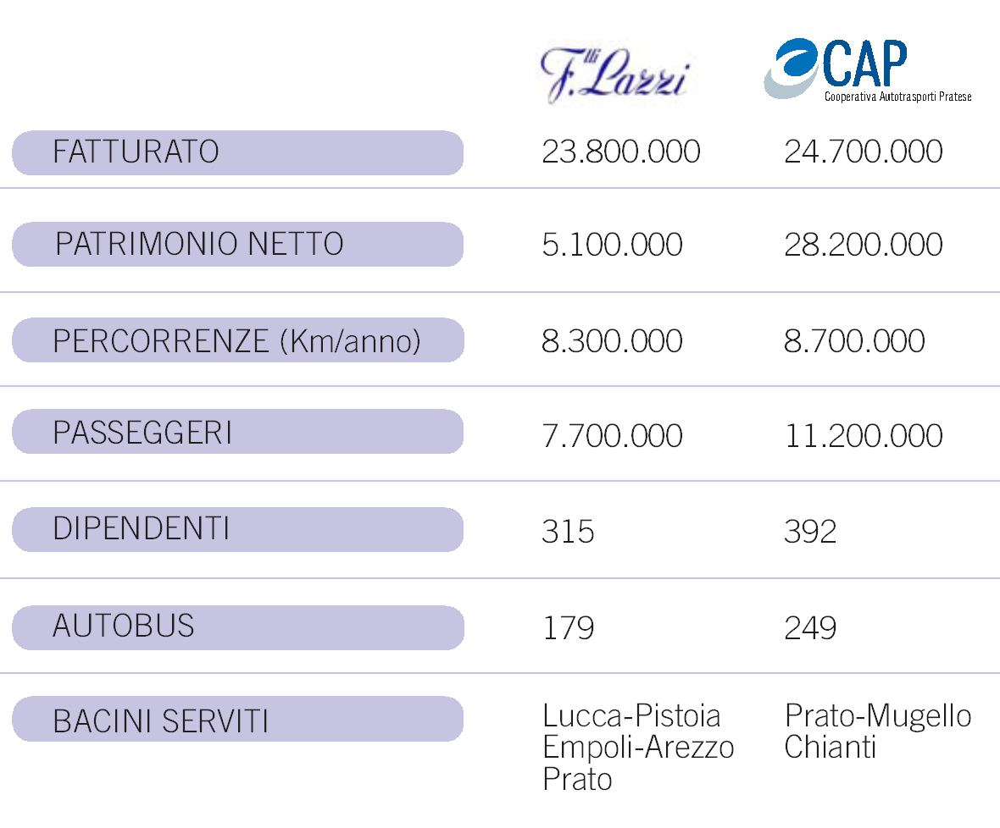 F.lli Lazzi
CAP
Cooperativa Autotrasporti Pratese
FATTURATO 23.800.000 24.700.000
PATRIMONIO NETTO 5.100.000 28.200.000
PERCORRENZE (Km/anno) 8.300.000 8.700.000
PASSEGGERI 7.700.000 11.200.000
DIPENDENTI 315 392
AUTOBUS 179 249
BACINI SERVITI Lucca-Pistoia Prato-Mugello
Empoli-Arezzo Chianti
Prato